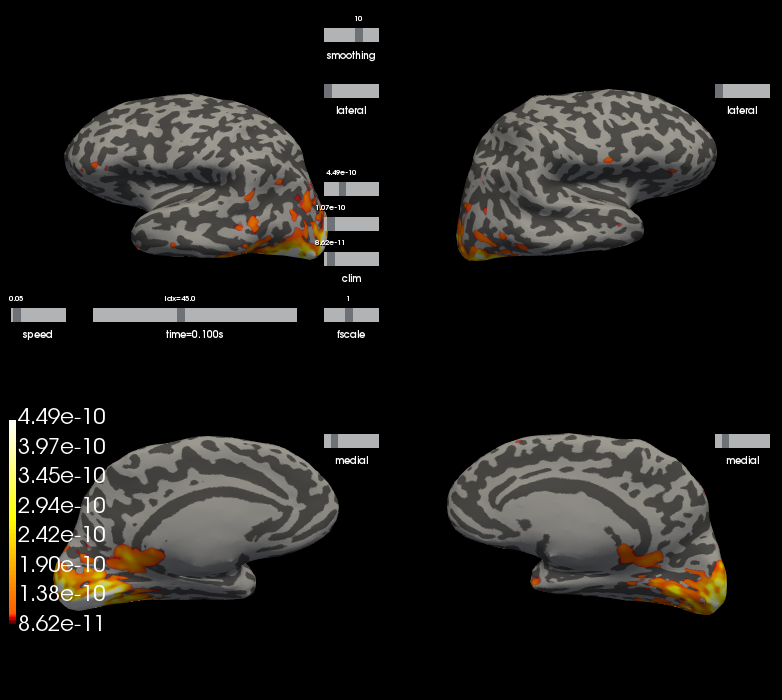 10
smoothing
lateral
lateral
4.49e-10
1.07e-10
8.62e-11
clim
0.05
idx=45.0
1
speed
time=0.100s
fscale
4.49e-10
3.97e-10
3.45e-10
2.94e-10
2.42e-10
1.90e-10
1.38e-10
8.62e-11
medial
medial